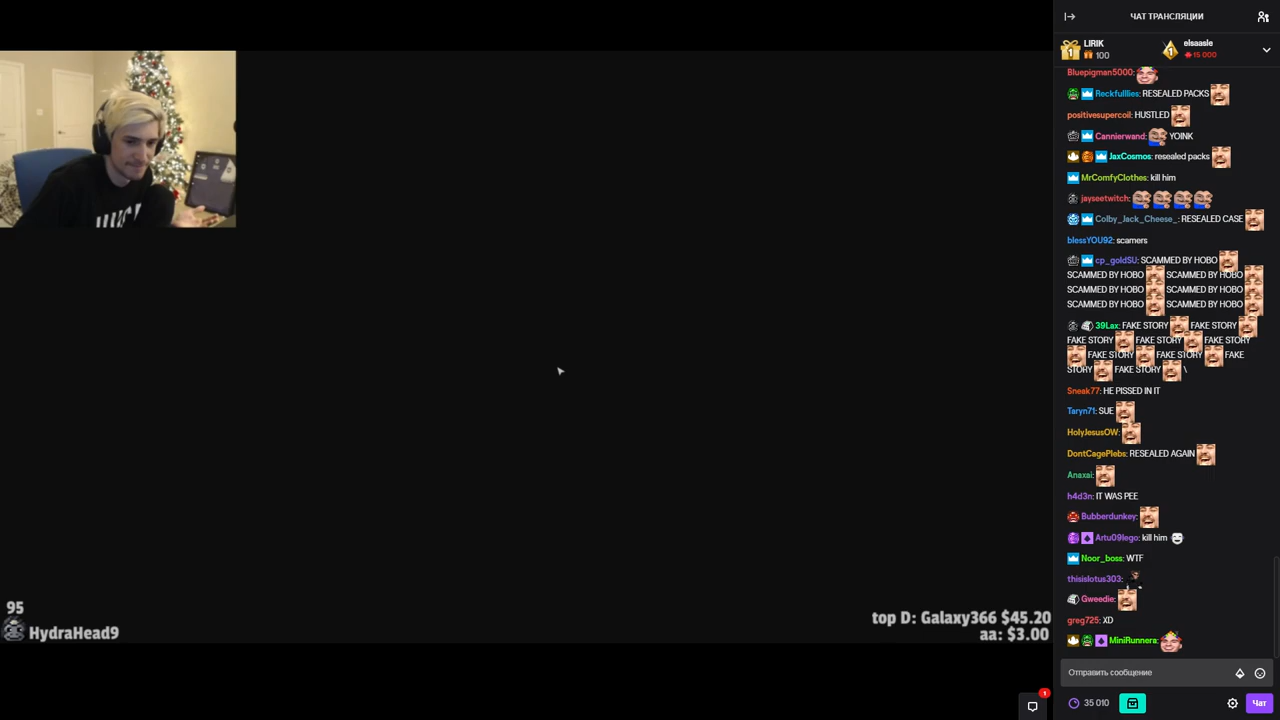 ЧАТ ТРАНСЛЯЦИИ
LIRIK
100
elsaasle
15 000
Bluepigman5000:
Reckfulllies: RESEALED PACKS
positivesupercoil: HUSTLED
Cannierwand: YOINK
JaxCosmos: resealed packs
MrComfyClothes: kill him
jayseetwitch:
Colby_Jack_Cheese_: RESEALED CASE
blessYOU92: scamers
cp_goldSU: SCAMMED BY HOBO
SCAMMED BY HOBO SCAMMED BY HOBO
SCAMMED BY HOBO SCAMMED BY HOBO
SCAMMED BY HOBO SCAMMED BY HOBO
39Lax: FAKE STORY FAKE STORY
FAKE STORY FAKE STORY FAKE STORY
FAKE STORY FAKE STORY FAKE
STORY FAKE STORY \
Sneak77: HE PISSED IN IT
Taryn71: SUE
HolyJesusOW:
DontCagePlebs: RESEALED AGAIN
Anaxai:
h4d3n: IT WAS PEE
Bubberdunkey:
Artu09lego: kill him
Noor_boss: WTF
thisislotus303:
Gweedie:
greg725: XD
MiniRunnera:
95
HydraHead9
top D: Galaxy366 $45.20
aa: $3.00
Отправить сообщение
1
35 010
Чат